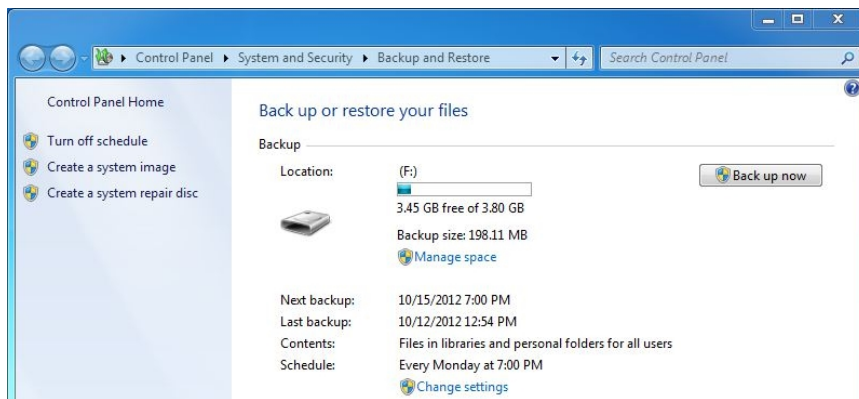 Control Panel ▸ System and Security ▸ Backup and Restore
Search Control Panel
Control Panel Home
Turn off schedule
Create a system image
Create a system repair disc
Back up or restore your files
Backup
Location: (F:)
Back up now
3.45 GB free of 3.80 GB
Backup size: 198.11 MB
Manage space
Next backup: 10/15/2012 7:00 PM
Last backup: 10/12/2012 12:54 PM
Contents: Files in libraries and personal folders for all users
Schedule: Every Monday at 7:00 PM
Change settings